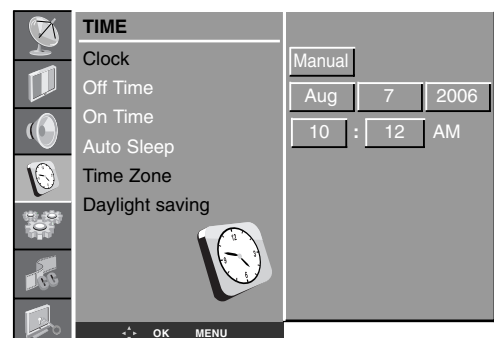 TIME
Clock
Off Time
On Time
Auto Sleep
Time Zone
Daylight saving
Manual
Aug 7 2006
10 : 12 AM
OK MENU